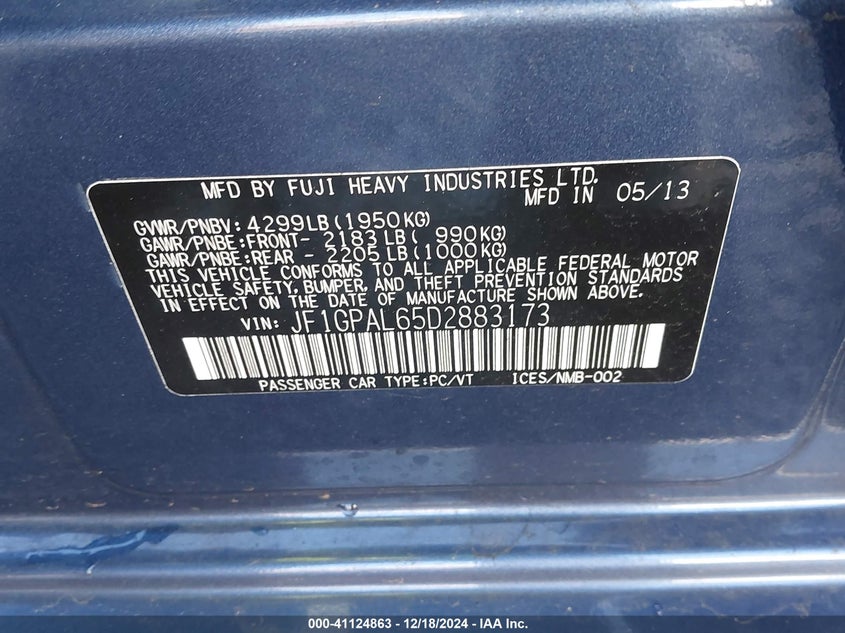 MFD BY FUJI HEAVY INDUSTRIES LTD.
MFD IN 05/13
GVWR/PNBV: 4299LB(1950KG)
GAWR/PNBE:FRONT- 2183LB( 990KG)
GAWR/PNBE:REAR - 2205LB(1000KG)
THIS VEHICLE CONFORMS TO ALL APPLICABLE FEDERAL MOTOR
VEHICLE SAFETY, BUMPER, AND THEFT PREVENTION STANDARDS
IN EFFECT ON THE DATE OF MANUFACTURE SHOWN ABOVE.
VIN: JF1GPAL65D2883173
PASSENGER CAR TYPE:PC/VT ICES/NMB-002
000-41124863 - 12/18/2024 - IAA Inc.